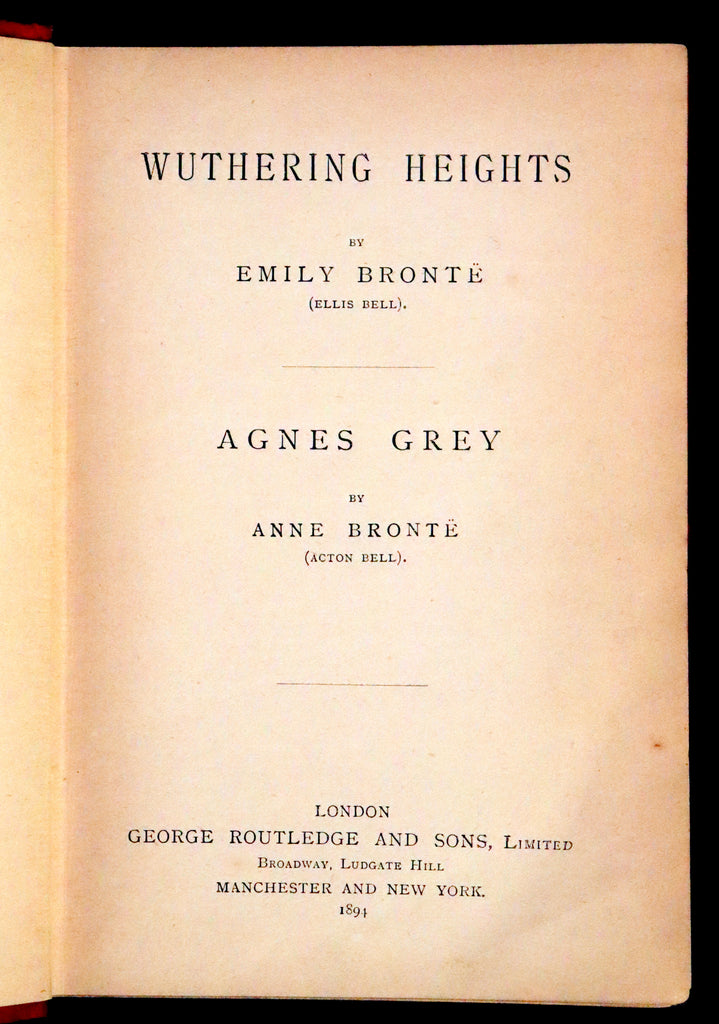 WUTHERING HEIGHTS
BY
EMILY BRONTË
(ELLIS BELL).
AGNES GREY
BY
ANNE BRONTË
(ACTON BELL).
LONDON
GEORGE ROUTLEDGE AND SONS, LIMITED
BROADWAY, LUDGATE HILL
MANCHESTER AND NEW YORK.
1894